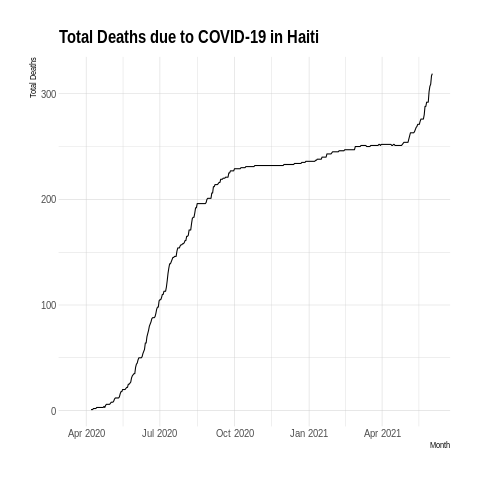 Total Deaths due to COVID-19 in Haiti
Total Deaths
300
200
100
0
Apr 2020 Jul 2020 Oct 2020 Jan 2021 Apr 2021
Month